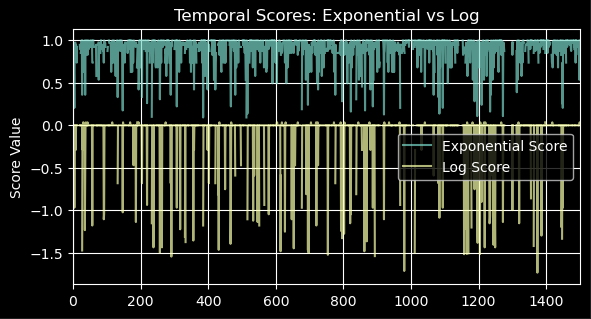 Temporal Scores: Exponential vs Log
Score Value
1.0
0.5
0.0
−0.5
−1.0
−1.5
Exponential Score
Log Score
0 200 400 600 800 1000 1200 1400